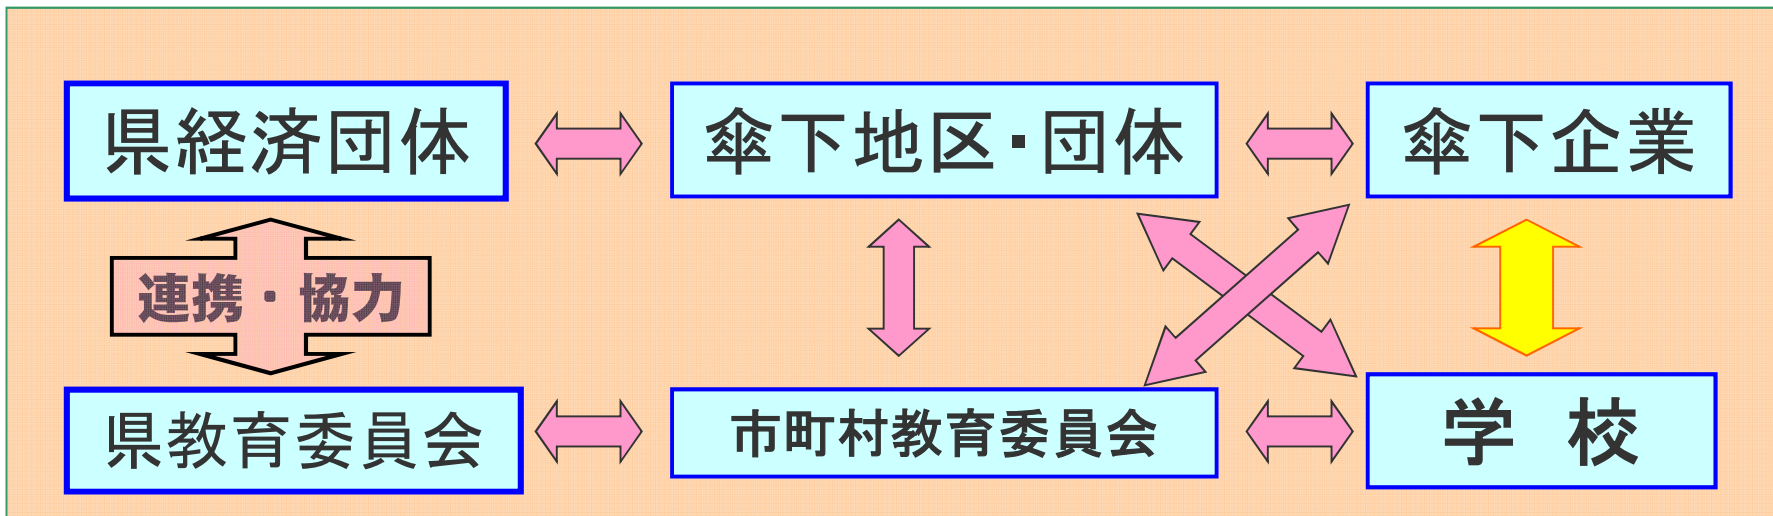 県経済団体
傘下地区・団体
傘下企業
連携・協力
県教育委員会
市町村教育委員会
学　校